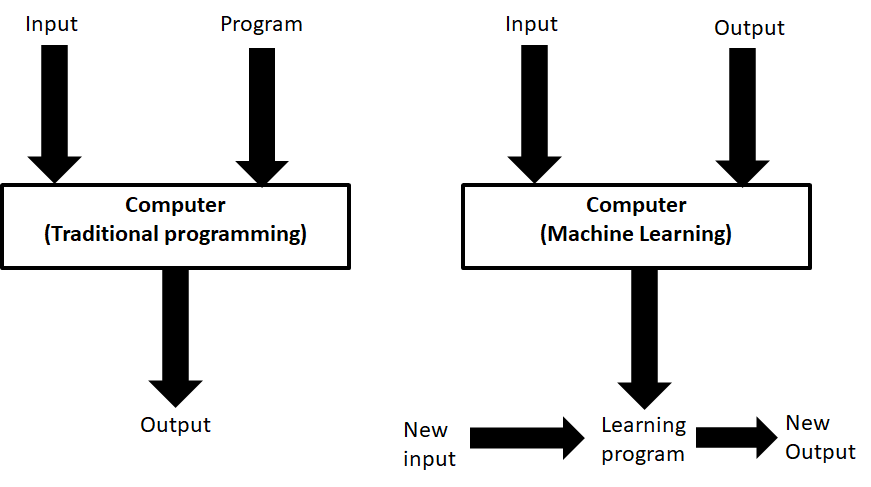 Input
Program
Computer
(Traditional programming)
Output
Input
Output
Computer
(Machine Learning)
New
input
Learning
program
New
Output